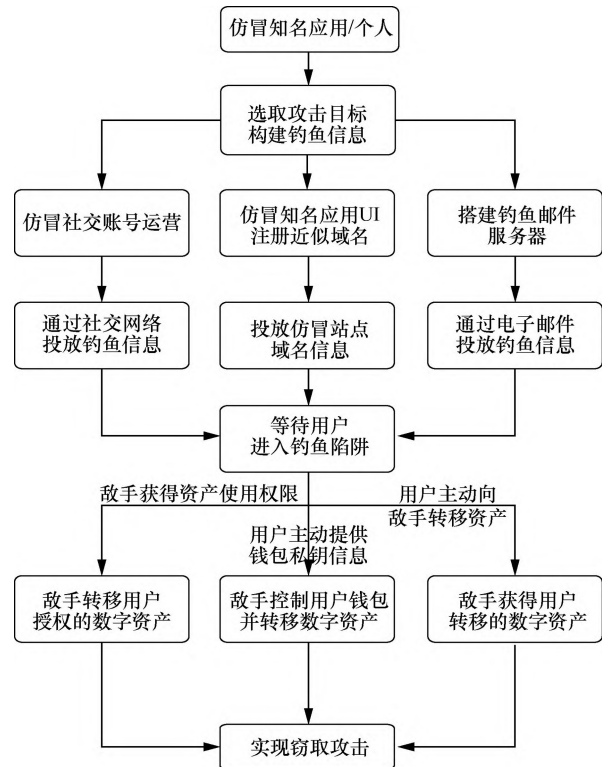 仿冒知名应用/个人
选取攻击目标
构建钓鱼信息
仿冒社交账号运营
仿冒知名应用UI
注册近似域名
搭建钓鱼邮件
服务器
通过社交网络
投放钓鱼信息
投放仿冒站点
域名信息
通过电子邮件
投放钓鱼信息
等待用户
进入钓鱼陷阱
敌手获得资产使用权限
用户主动提供
钱包私钥信息
用户主动向
敌手转移资产
敌手转移用户
授权的数字资产
敌手控制用户钱包
并转移数字资产
敌手获得用户
转移的数字资产
实现窃取攻击